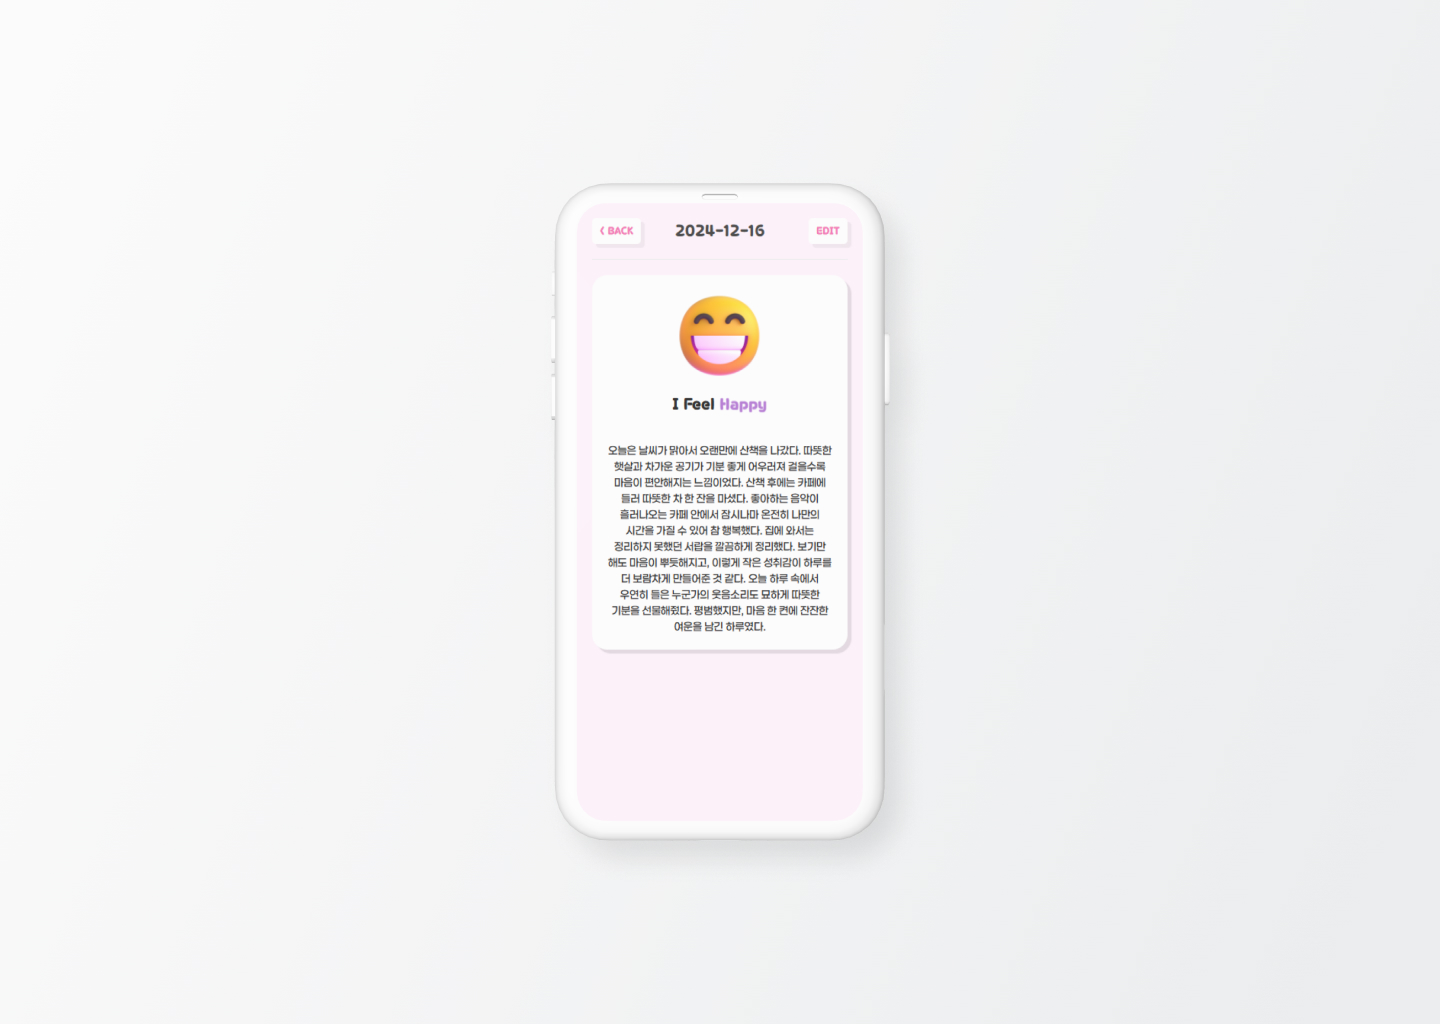 < BACK
2024-12-16
EDIT
I Feel Happy
오늘은 날씨가 맑아서 오랜만에 산책을 나갔다. 따뜻한
햇살과 차가운 공기가 기분 좋게 어우러져 걸을수록
마음이 편안해지는 느낌이었다. 산책 후에는 카페에
들러 따뜻한 차 한 잔을 마셨다. 좋아하는 음악이
흘러나오는 카페 안에서 잠시나마 온전히 나만의
시간을 가질 수 있어 참 행복했다. 집에 와서는
정리하지 못했던 서랍을 깔끔하게 정리했다. 보기만
해도 마음이 뿌듯해지고, 이렇게 작은 성취감이 하루를
더 보람차게 만들어준 것 같다. 오늘 하루 속에서
우연히 들은 누군가의 웃음소리도 묘하게 따뜻한
기분을 선물해줬다. 평범했지만, 마음 한 켠에 잔잔한
여운을 남긴 하루였다.